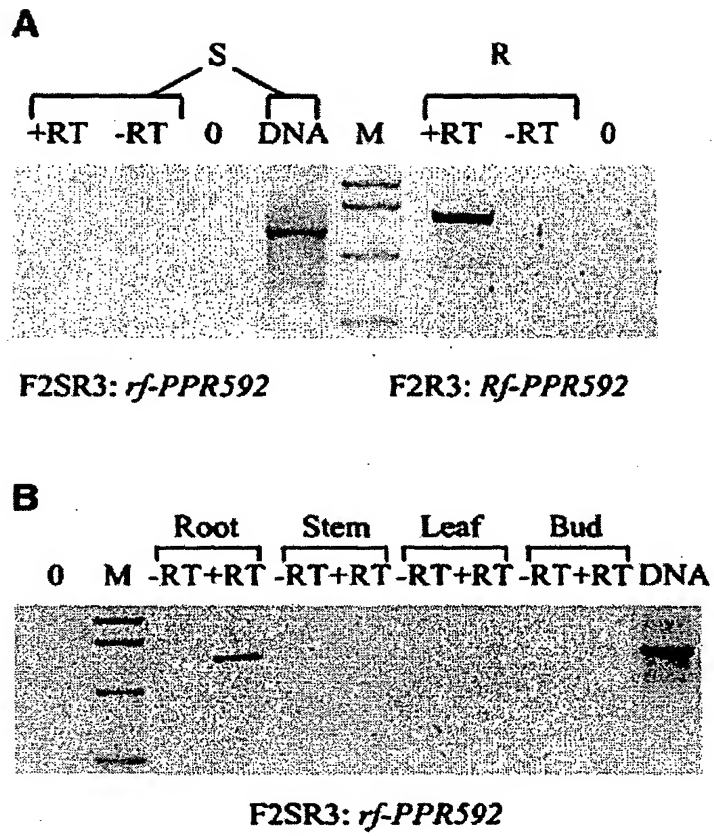 A
S R
+RT -RT 0 DNA M +RT -RT 0
F2SR3: rf-PPR592 F2R3: Rf-PPR592
B
Root Stem Leaf Bud
0 M -RT+RT -RT+RT -RT+RT -RT+RT DNA
F2SR3: rf-PPR592